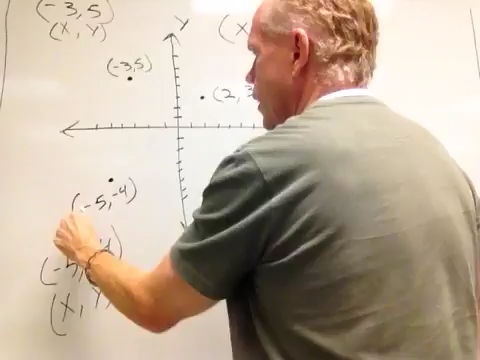 (-3,5)
(X,Y)
Y
(X
(-3,5)
(2,
(-5,-4)
(X, Y